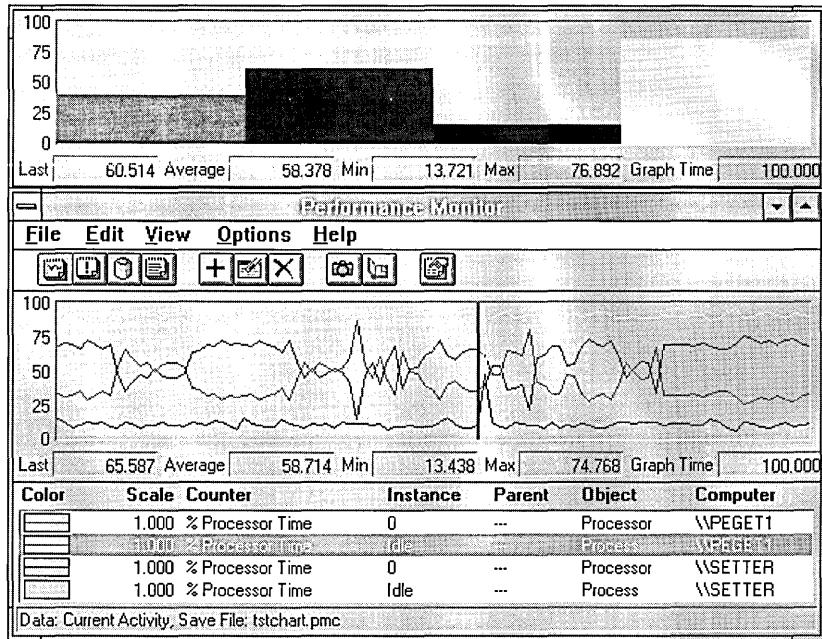 100
75
50
25
0
Last 60.514 Average 58.378 Min 13.721 Max 76.892 Graph Time 100.000
Performance Monitor
File Edit View Options Help
100
75
50
25
0
Last 65.587 Average 58.714 Min 13.438 Max 74.768 Graph Time 100.000
Color Scale Counter Instance Parent Object Computer
1.000 % Processor Time 0 --- Processor \\PEGET1
1.000 % Processor Time Idle --- Process \\PEGET1
1.000 % Processor Time 0 --- Processor \\SETTER
1.000 % Processor Time Idle --- Process \\SETTER
Data: Current Activity, Save File: tstchart.pmc